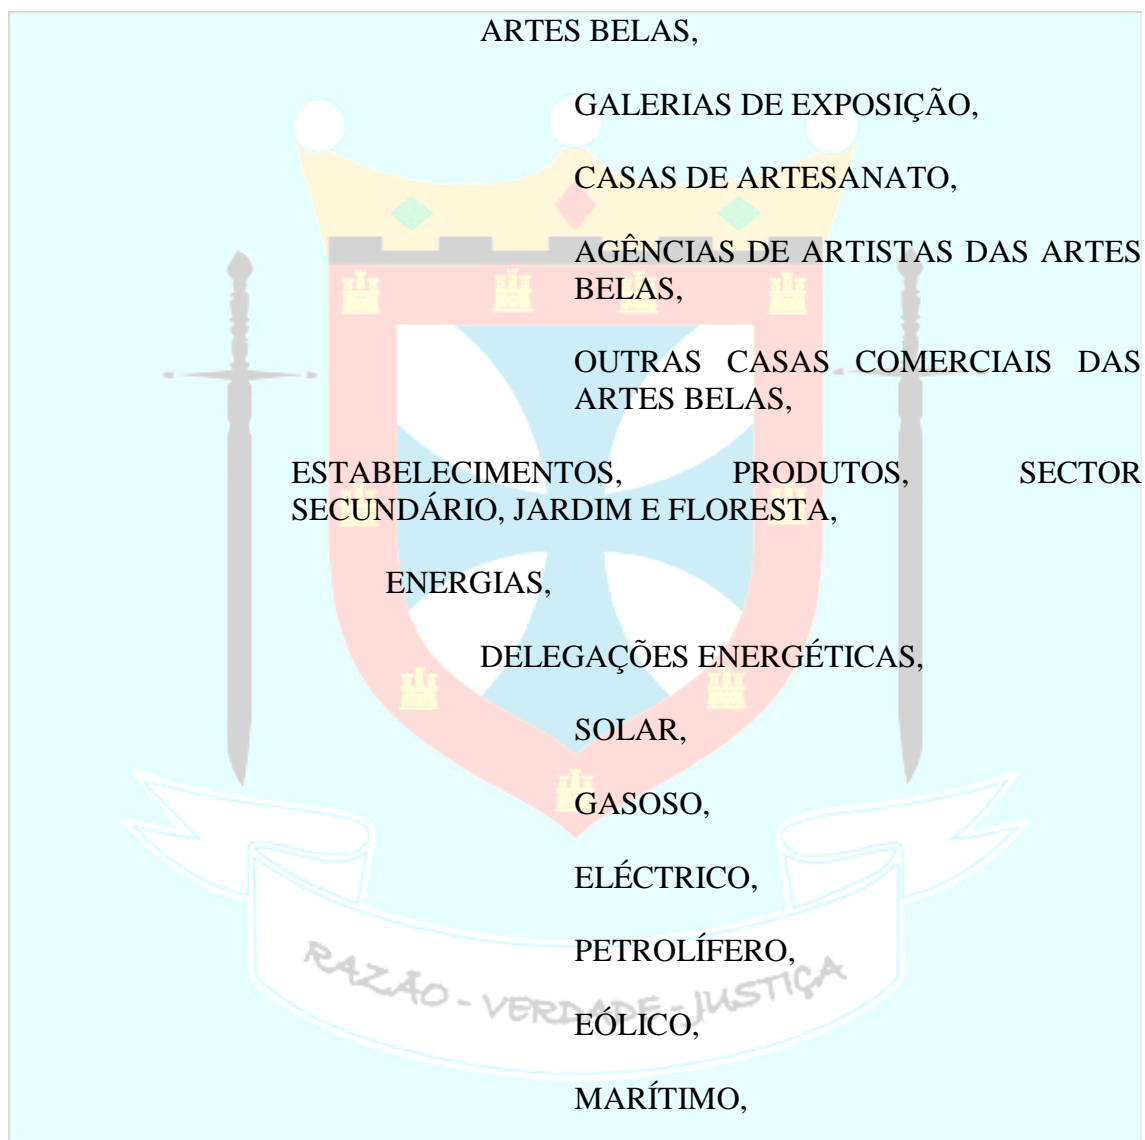 ARTES BELAS,
GALERIAS DE EXPOSIÇÃO,
CASAS DE ARTESANATO,
AGÊNCIAS DE ARTISTAS DAS ARTES
BELAS,
OUTRAS CASAS COMERCIAIS DAS
ARTES BELAS,
ESTABELECIMENTOS, PRODUTOS, SECTOR
SECUNDÁRIO, JARDIM E FLORESTA,
ENERGIAS,
DELEGAÇÕES ENERGÉTICAS,
SOLAR,
GASOSO,
ELÉCTRICO,
PETROLÍFERO,
RAZÃO - VERDADE - JUSTIÇA
EÓLICO,
MARÍTIMO,